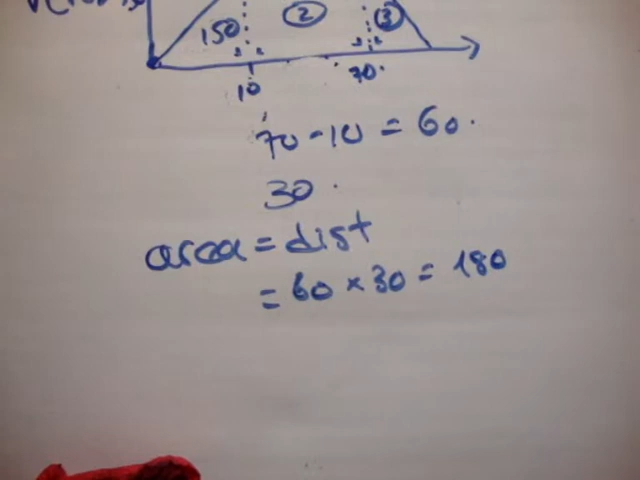 150 ② ③
10 70.
70 - 10 = 60.
30.
area = dist
= 60 × 30 = 180